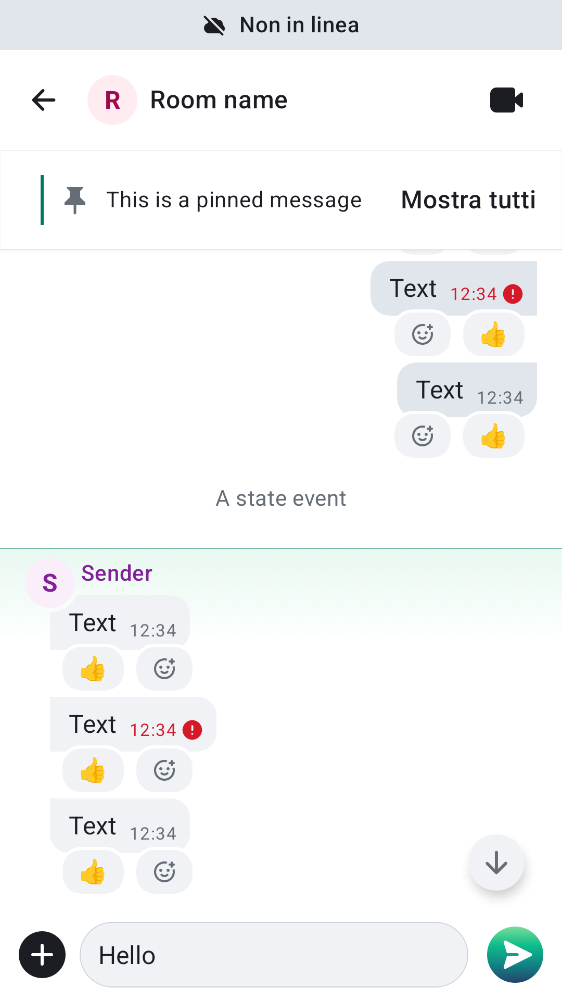 Non in linea
R Room name
This is a pinned message Mostra tutti
Text 12:34
Text 12:34
A state event
S Sender
Text 12:34
Text 12:34
Text 12:34
Hello